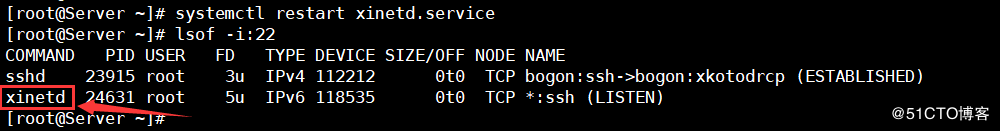 [root@Server ~]# systemctl restart xinetd.service
[root@Server ~]# lsof -i:22
COMMAND   PID USER   FD   TYPE DEVICE SIZE/OFF NODE NAME
sshd    23915 root    3u  IPv4 112212      0t0  TCP bogon:ssh->bogon:xkotodrcp (ESTABLISHED)
xinetd  24631 root    5u  IPv6 118535      0t0  TCP *:ssh (LISTEN)
[root@Server ~]#
@51CTO博客